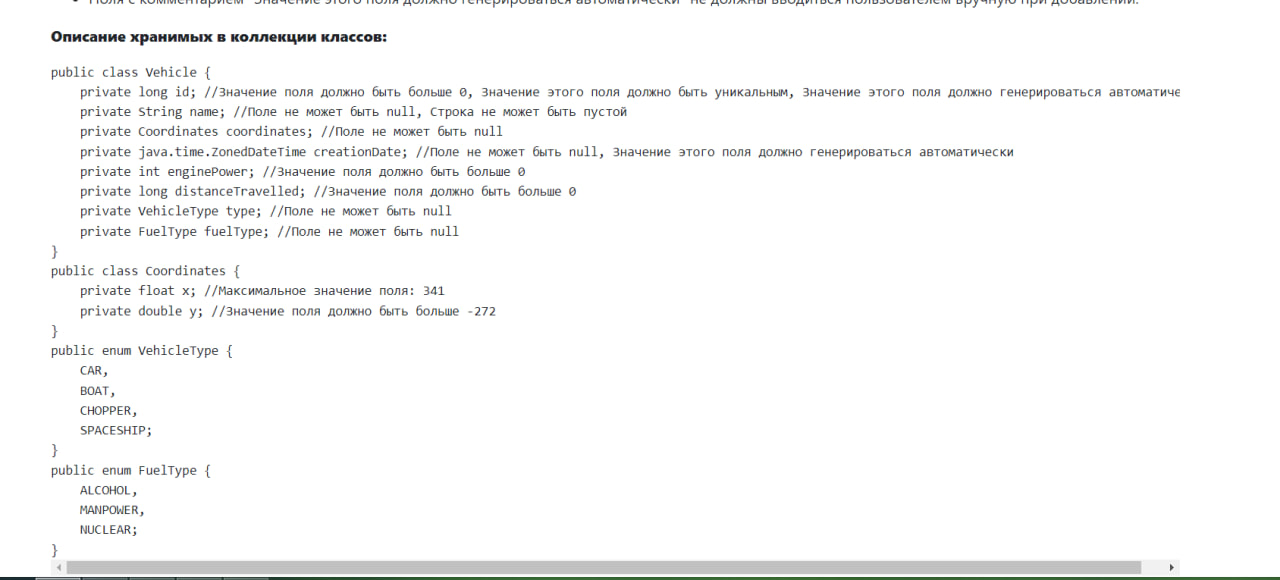 Поля с комментарием "Значение этого поля должно генерироваться автоматически" не должны вводиться пользователем вручную при добавлении.
Описание хранимых в коллекции классов:
public class Vehicle {
    private long id; //Значение поля должно быть больше 0, Значение этого поля должно быть уникальным, Значение этого поля должно генерироваться автоматиче
    private String name; //Поле не может быть null, Строка не может быть пустой
    private Coordinates coordinates; //Поле не может быть null
    private java.time.ZonedDateTime creationDate; //Поле не может быть null, Значение этого поля должно генерироваться автоматически
    private int enginePower; //Значение поля должно быть больше 0
    private long distanceTravelled; //Значение поля должно быть больше 0
    private VehicleType type; //Поле не может быть null
    private FuelType fuelType; //Поле не может быть null
}
public class Coordinates {
    private float x; //Максимальное значение поля: 341
    private double y; //Значение поля должно быть больше -272
}
public enum VehicleType {
    CAR,
    BOAT,
    CHOPPER,
    SPACESHIP;
}
public enum FuelType {
    ALCOHOL,
    MANPOWER,
    NUCLEAR;
}